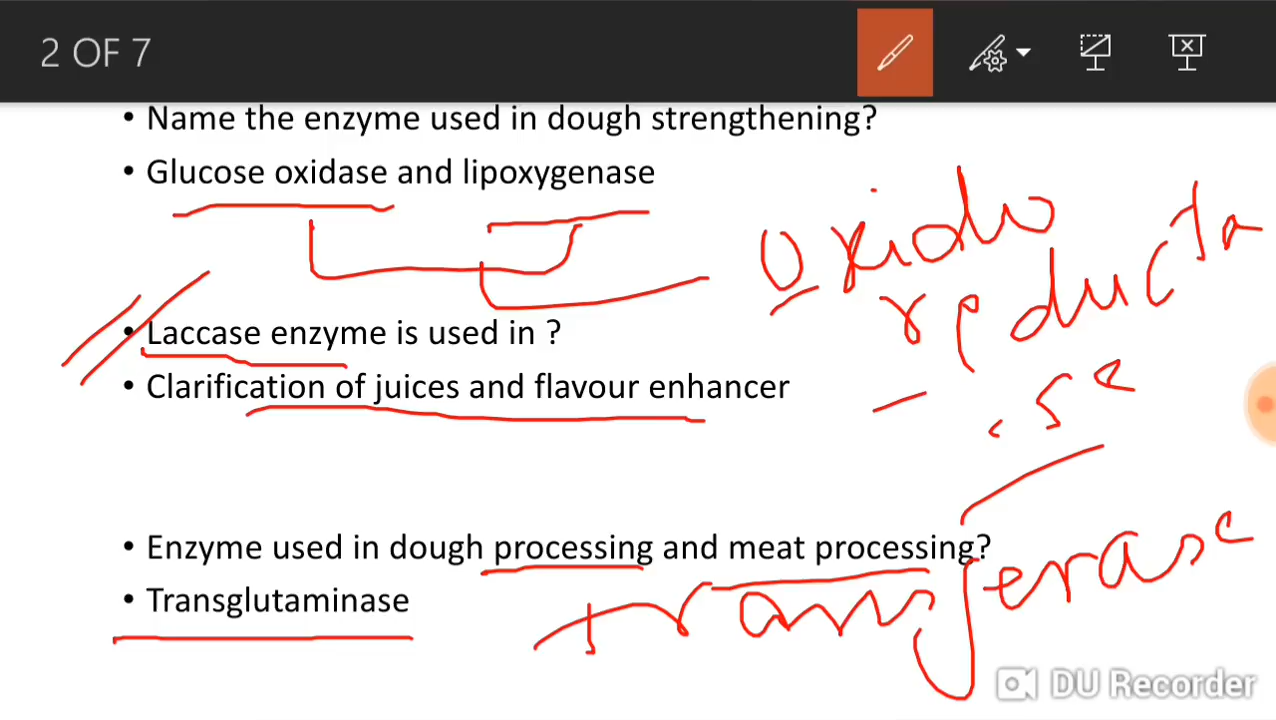 2 OF 7
• Name the enzyme used in dough strengthening?
• Glucose oxidase and lipoxygenase
oxido
reducta
se
• Laccase enzyme is used in ?
• Clarification of juices and flavour enhancer
• Enzyme used in dough processing and meat processing?
• Transglutaminase
transferase
DU Recorder